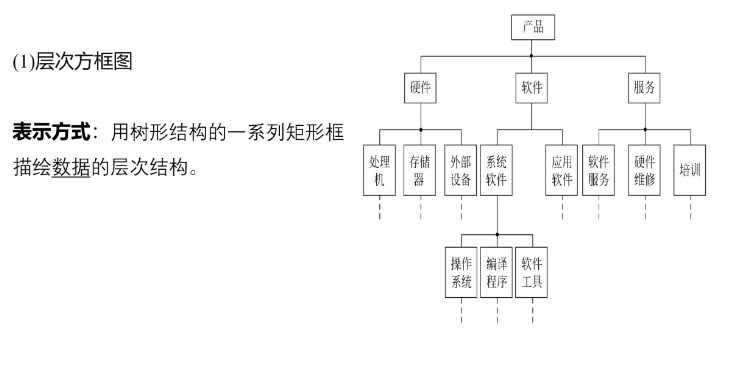 (1)层次方框图
表示方式：用树形结构的一系列矩形框
描绘数据的层次结构。
产品
硬件
软件
服务
处理
机
存储
器
外部
设备
系统
软件
应用
软件
软件
服务
硬件
维修
培训
操作
系统
编译
程序
软件
工具